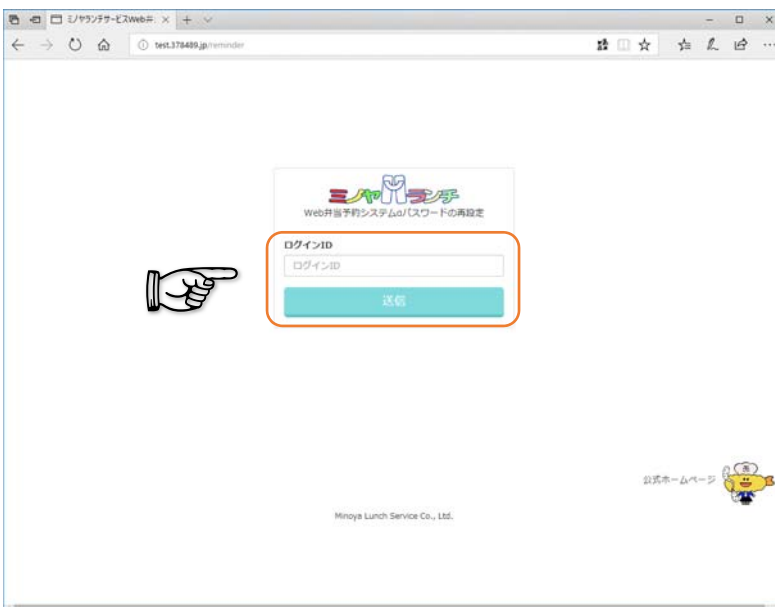 ミノヤランチサービスWeb弁:
test.378489.jp/reminder
ミノヤランチ
Web弁当予約システムα/パスワードの再設定
ログインID
ログインID
送信
公式ホームページ
Minoya Lunch Service Co., Ltd.